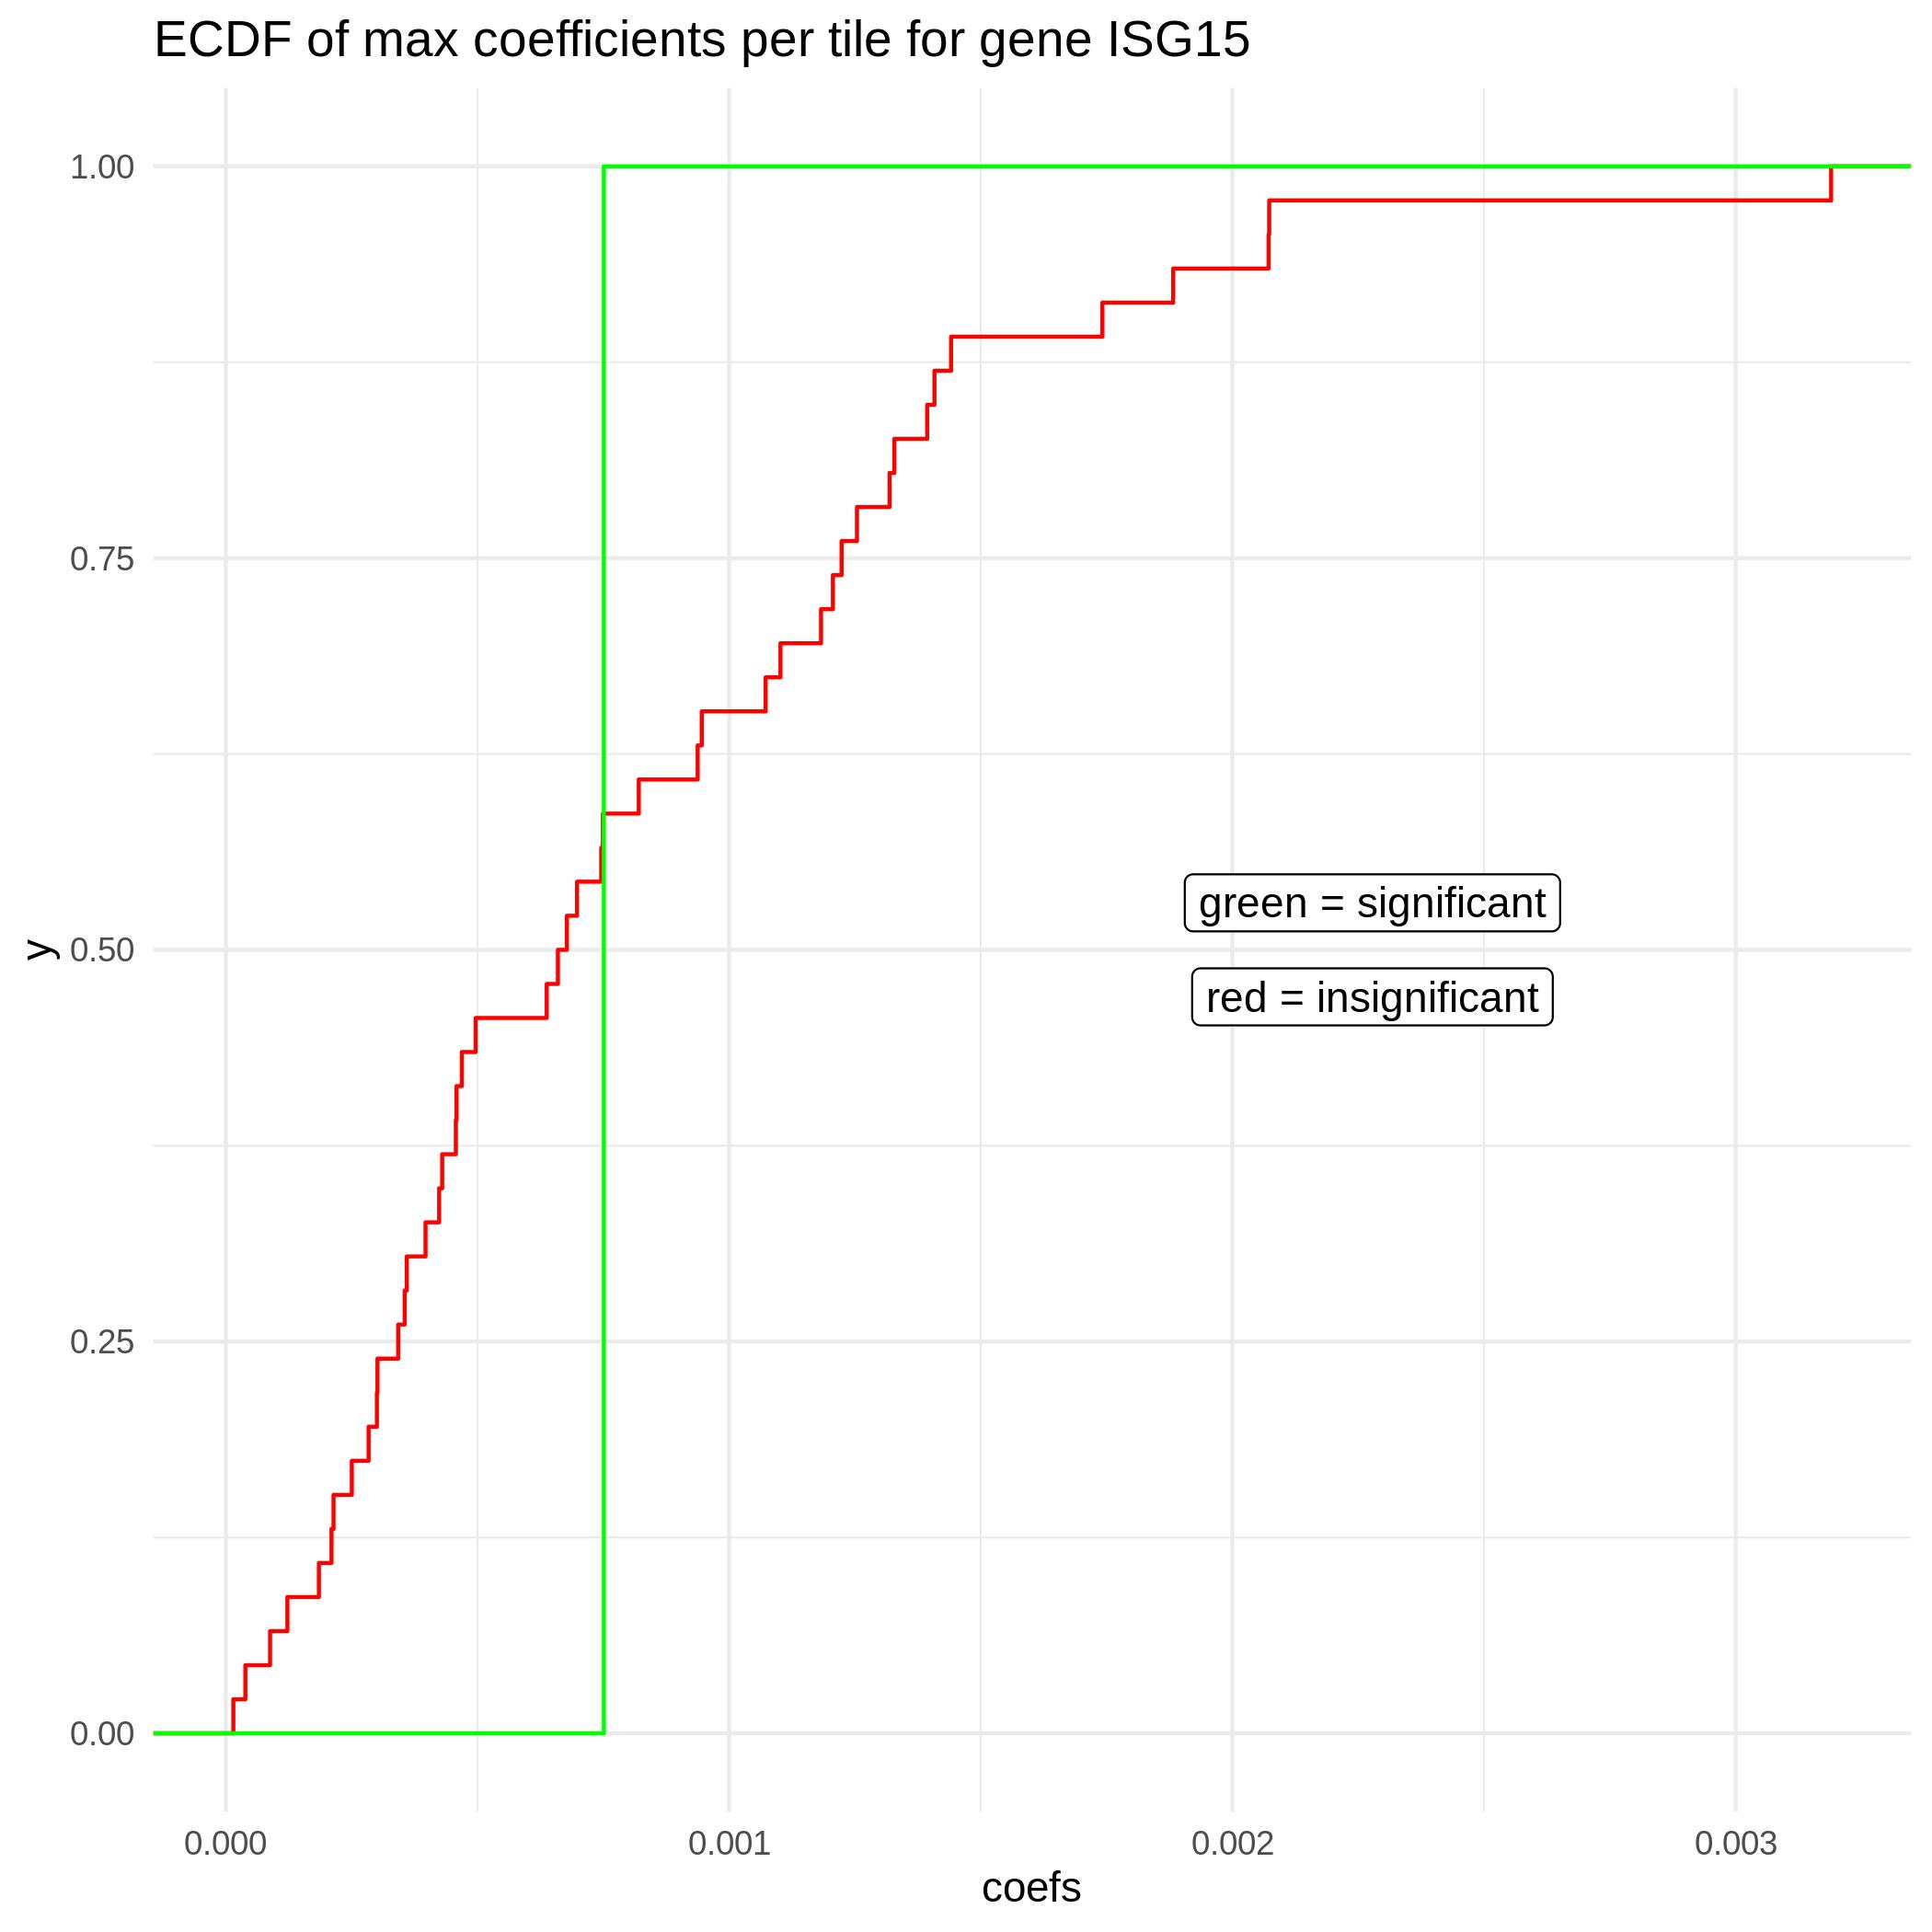 ECDF of max coefficients per tile for gene ISG15
1.00
0.75
0.50
0.25
0.00
y
green = significant
red = insignificant
0.000
0.001
0.002
0.003
coefs